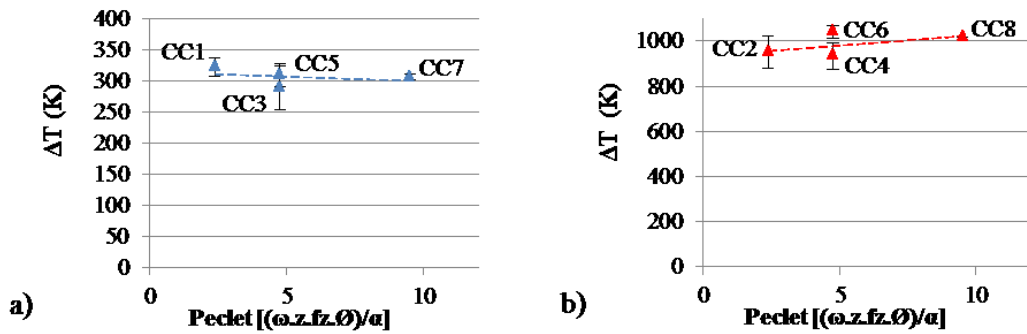 400
350
300
250
200
150
100
50
0
ΔT (K)
CC1
CC5
CC3
CC7
0
5
10
Peclet [(ω.z.fz.Ø)/α]
a)
1000
800
600
400
200
0
ΔT (K)
CC2
CC6
CC4
CC8
0
5
10
Peclet [(ω.z.fz.Ø)/α]
b)